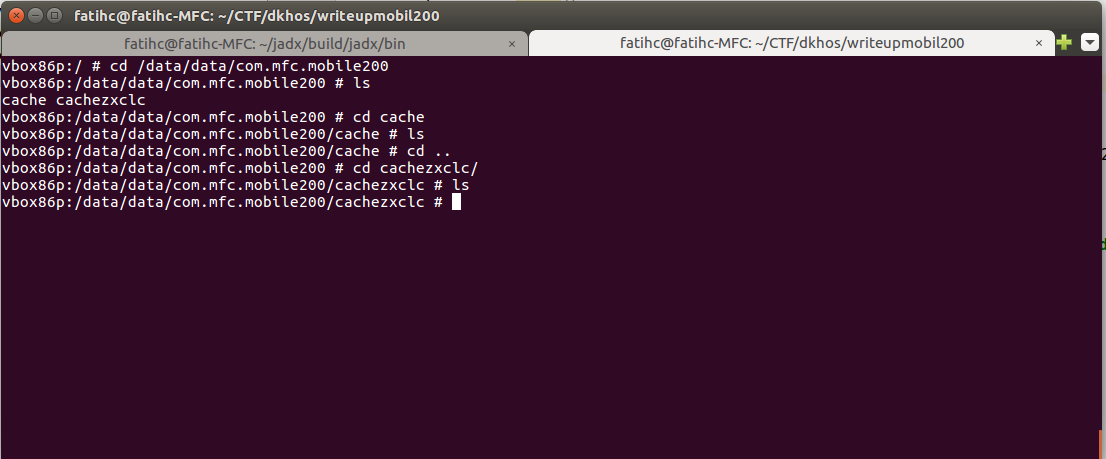 fatihc@fatihc-MFC: ~/CTF/dkhos/writeupmobil200
fatihc@fatihc-MFC: ~/jadx/build/jadx/bin × fatihc@fatihc-MFC: ~/CTF/dkhos/writeupmobil200 ×
vbox86p:/ # cd /data/data/com.mfc.mobile200
vbox86p:/data/data/com.mfc.mobile200 # ls
cache cachezxclc
vbox86p:/data/data/com.mfc.mobile200 # cd cache
vbox86p:/data/data/com.mfc.mobile200/cache # ls
vbox86p:/data/data/com.mfc.mobile200/cache # cd ..
vbox86p:/data/data/com.mfc.mobile200 # cd cachezxclc/
vbox86p:/data/data/com.mfc.mobile200/cachezxclc # ls
vbox86p:/data/data/com.mfc.mobile200/cachezxclc #